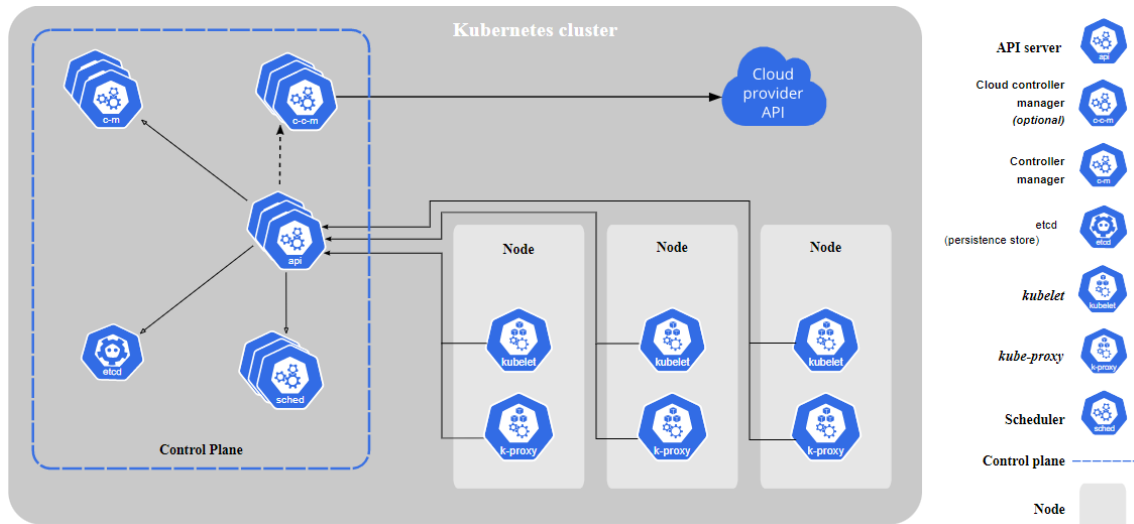 Kubernetes cluster
c-m
c-c-m
Cloud
provider
API
api
Node
Node
Node
kubelet
kubelet
kubelet
etcd
sched
k-proxy
k-proxy
k-proxy
Control Plane
API server
api
Cloud controller
manager
(optional)
c-c-m
Controller
manager
c-m
etcd
(persistence store)
etcd
kubelet
kubelet
kube-proxy
k-proxy
Scheduler
sched
Control plane
Node